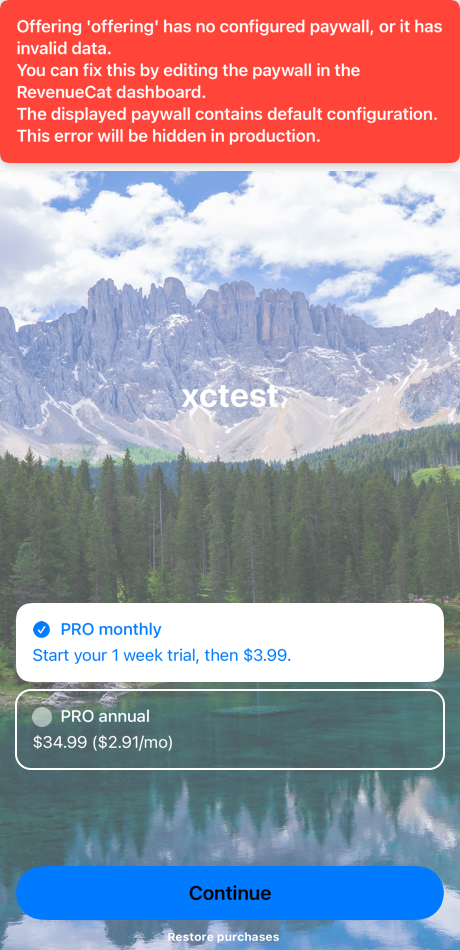 Offering 'offering' has no configured paywall, or it has
invalid data.
You can fix this by editing the paywall in the
RevenueCat dashboard.
The displayed paywall contains default configuration.
This error will be hidden in production.
xctest
PRO monthly
Start your 1 week trial, then $3.99.
PRO annual
$34.99 ($2.91/mo)
Continue
Restore purchases